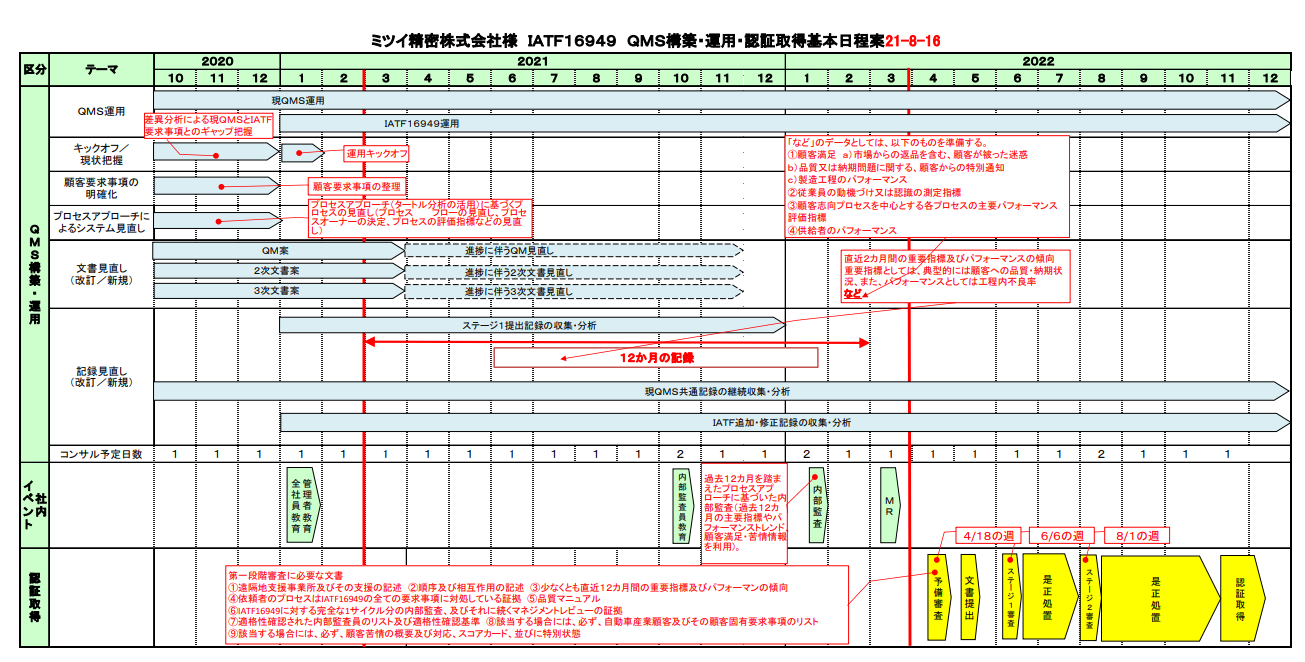 ミツイ精密株式会社様 IATF16949 QMS構築・運用・認証取得基本日程案21-8-16
区分 テーマ 2020 2021 2022
10 11 12 1 2 3 4 5 6 7 8 9 10 11 12 1 2 3 4 5 6 7 8 9 10 11 12
QMS構築・運用
QMS運用
現QMS運用
IATF16949運用
差異分析による現QMSとIATF
要求事項とのギャップ把握
キックオフ/
現状把握
運用キックオフ
顧客要求事項の
明確化
顧客要求事項の整理
プロセスアプローチに
よるシステム見直し
プロセスアプローチ(タートル分析の活用)に基づくプ
ロセスの見直し(プロセス フローの見直し、プロセ
スオーナーの決定、プロセスの評価指標などの見直
し)
「など」のデータとしては、以下のものを準備する。
①顧客満足 a)市場からの返品を含む、顧客が被った迷惑
b)品質又は納期問題に関する、顧客からの特別通知
c)製造工程のパフォーマンス
②従業員の動機づけ又は認識の測定指標
③顧客志向プロセスを中心とする各プロセスの主要パフォーマンス
評価指標
④供給者のパフォーマンス
文書見直し
(改訂/新規)
QM案 進捗に伴うQM見直し
2次文書案 進捗に伴う2次文書見直し
3次文書案 進捗に伴う3次文書見直し
直近2カ月間の重要指標及びパフォーマンスの傾向
重要指標としては、典型的には顧客への品質・納期状
況、また、パフォーマンスとしては工程内不良率
など
記録見直し
(改訂/新規)
ステージ1提出記録の収集・分析
12か月の記録
現QMS共通記録の継続収集・分析
IATF追加・修正記録の収集・分析
コンサル予定日数 1 1 1 1 1 1 1 1 1 1 1 1 2 1 1 2 1 1 1 1 1 1 2 1 1 1
社内イベント
管理者教育
全社員教育
内部監査員教育
過去12カ月を踏ま
えたプロセスアプ
ローチに基づいた内
部監査(過去12カ
月の主要指標やパ
フォーマンストレンド、
顧客満足・苦情情報
を利用)。
内部監査
MR
4/18の週 6/6の週 8/1の週
認証取得
第一段階審査に必要な文書
①遠隔地支援事業所及びその支援の記述 ②順序及び相互作用の記述 ③少なくとも直近12カ月間の重要指標及びパフォーマンの傾向
④依頼者のプロセスはIATF16949の全ての要求事項に対処している証拠 ⑤品質マニュアル
⑥IATF16949に対する完全な1サイクル分の内部監査、及びそれに続くマネジメントレビューの証拠
⑦適格性確認された内部監査員のリスト及び適格性確認基準 ⑧該当する場合には、必ず、自動車産業顧客及びその顧客固有要求事項のリスト
⑨該当する場合には、必ず、顧客苦情の概要及び対応、スコアカード、並びに特別状態
予備審査
文書提出
ステージ1審査
是正処置
ステージ2審査
是正処置
認証取得